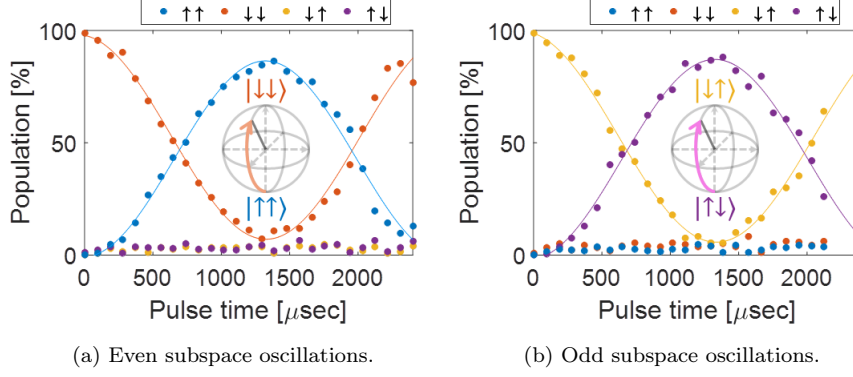 ↑↑ ↓↓ ↓↑ ↑↓
↑↑ ↓↓ ↓↑ ↑↓
100
50
0
Population [%]
|↓↓⟩
|↑↑⟩
0 500 1000 1500 2000
Pulse time [μsec]
100
50
0
Population [%]
|↓↑⟩
|↑↓⟩
0 500 1000 1500 2000
Pulse time [μsec]
(a) Even subspace oscillations.
(b) Odd subspace oscillations.